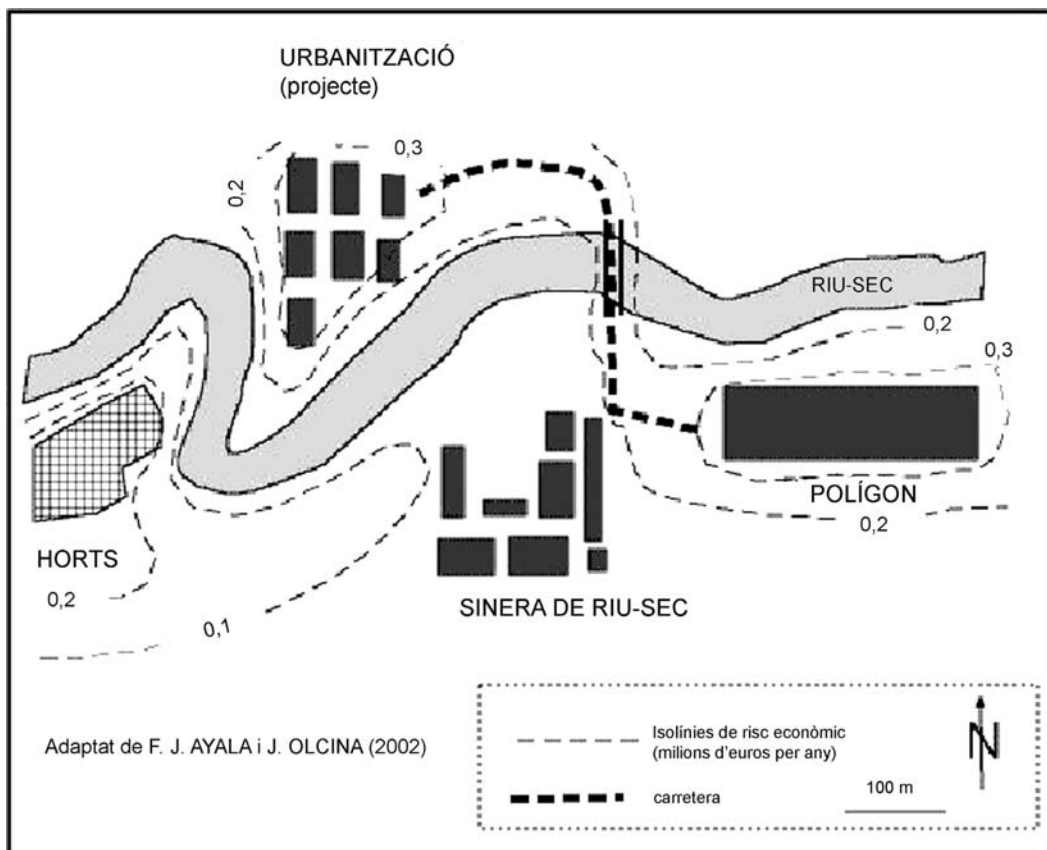 URBANITZACIÓ
(projecte)
0,3
0,2
RIU-SEC
0,2
0,3
POLÍGON
0,2
HORTS
0,2
0,1
SINERA DE RIU-SEC
Adaptat de F. J. AYALA i J. OLCINA (2002)
Isolínies de risc econòmic
(milions d'euros per any)
carretera
100 m
N